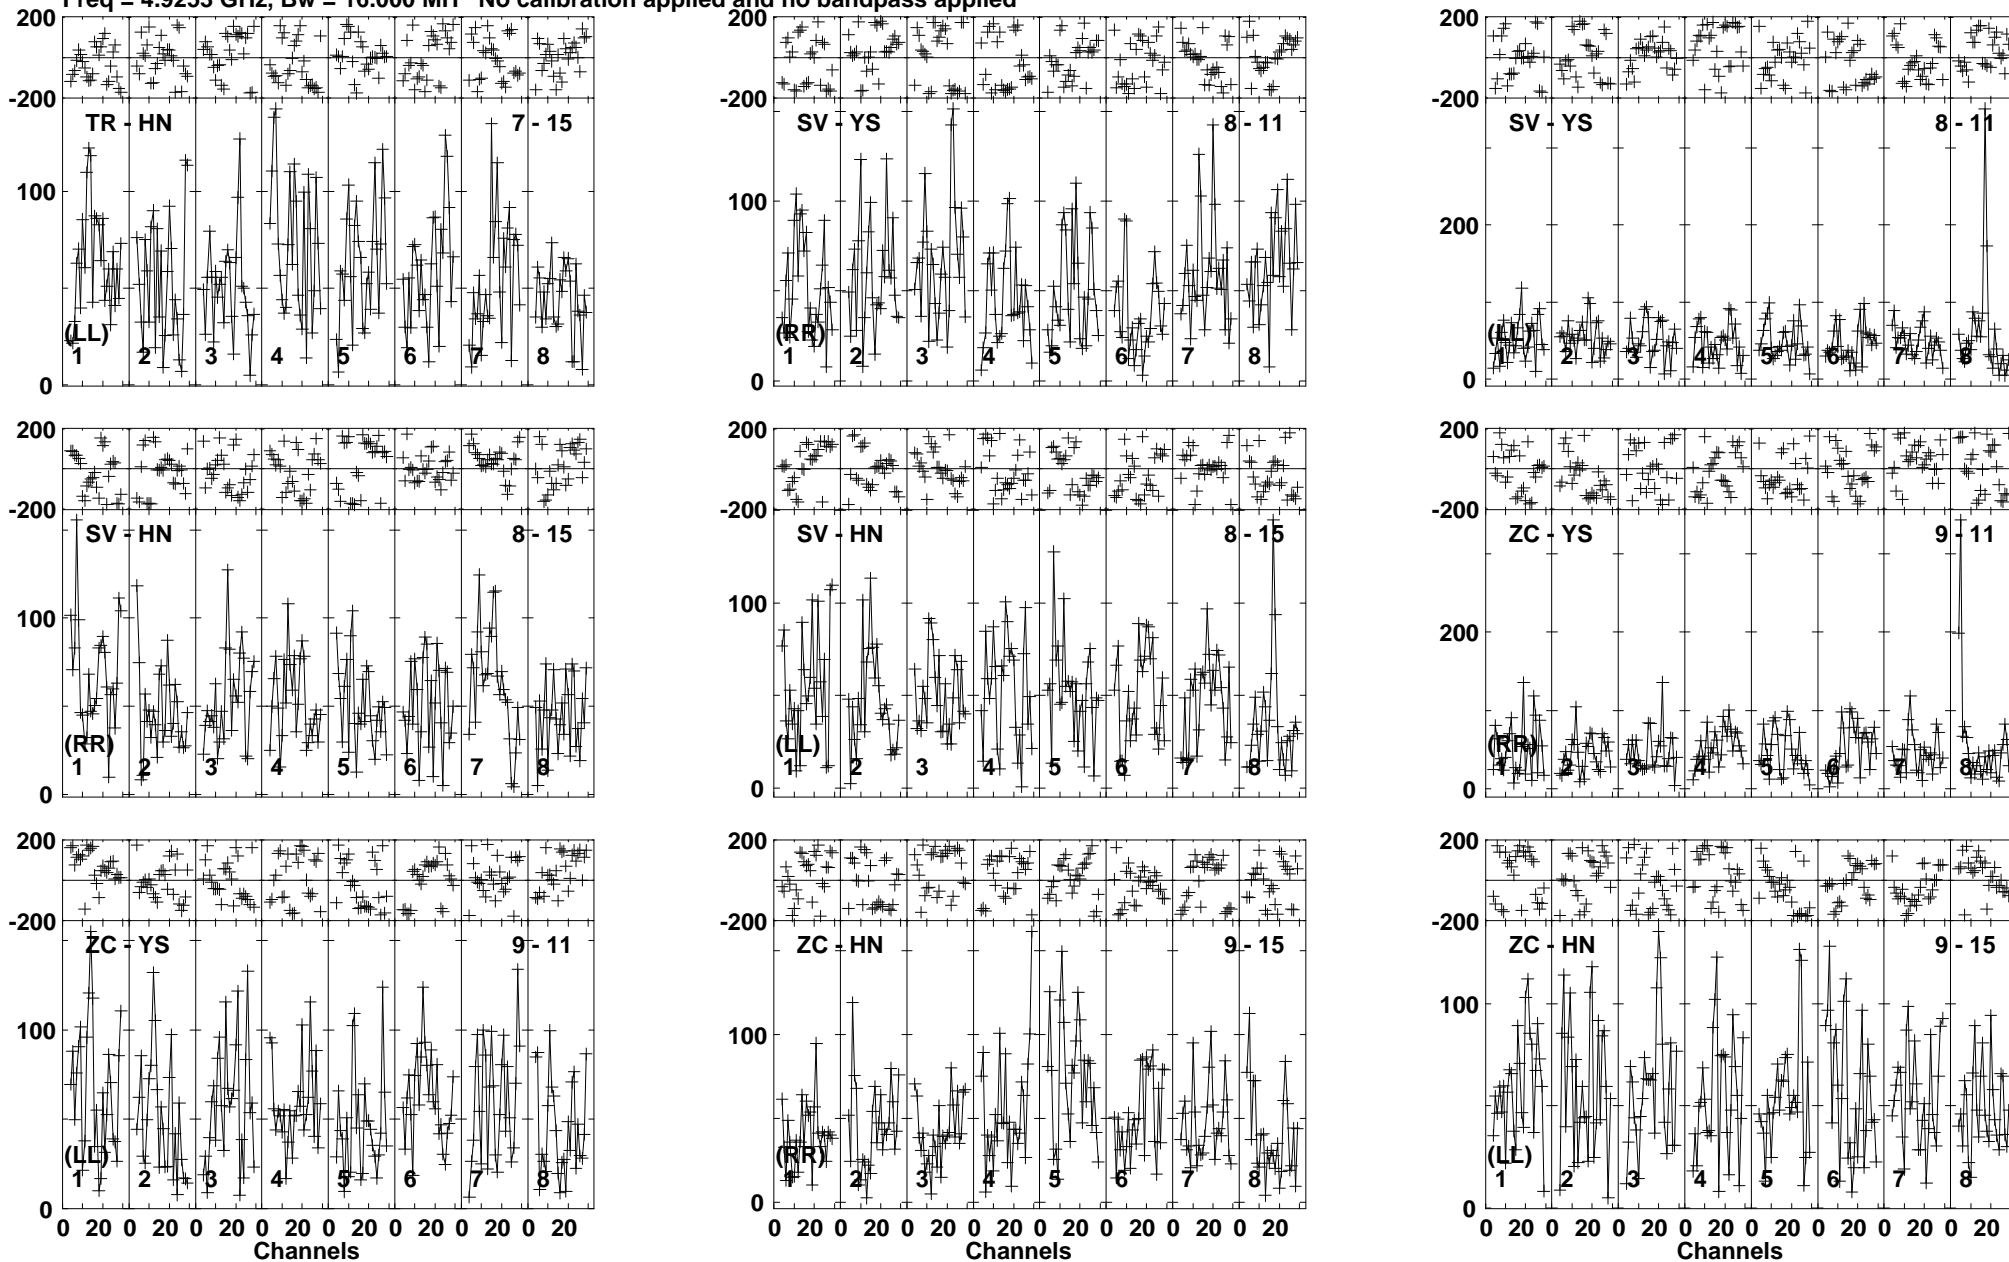 Freq = 4.9253 GHz, Bw = 16.000 MH No calibration applied and no bandpass applied
200 200 200
-200 -200 -200
TR - HN 7 - 15 SV - YS 8 - 11 SV - YS 8 - 11
100 100 200
(LL) (RR) (LL)
1 2 3 4 5 6 7 8 1 2 3 4 5 6 7 8 1 2 3 4 5 6 7 8
0 0 0
200 200 200
-200 -200 -200
SV - HN 8 - 15 SV - HN 8 - 15 ZC - YS 9 - 11
100 100 200
(RR) (LL) (RR)
1 2 3 4 5 6 7 8 1 2 3 4 5 6 7 8 1 2 3 4 5 6 7 8
0 0 0
200 200 200
-200 -200 -200
ZC - YS 9 - 11 ZC - HN 9 - 15 ZC - HN 9 - 15
100 100 100
(LL) (RR) (LL)
1 2 3 4 5 6 7 8 1 2 3 4 5 6 7 8 1 2 3 4 5 6 7 8
0 0 0
0 20 0 20 0 20 0 20 0 20 0 20 0 20 0 20 0 20 0 20 0 20 0 20 0 20 0 20 0 20 0 20 0 20 0 20 0 20 0 20 0 20 0 20 0 20 0 20
Channels Channels Channels